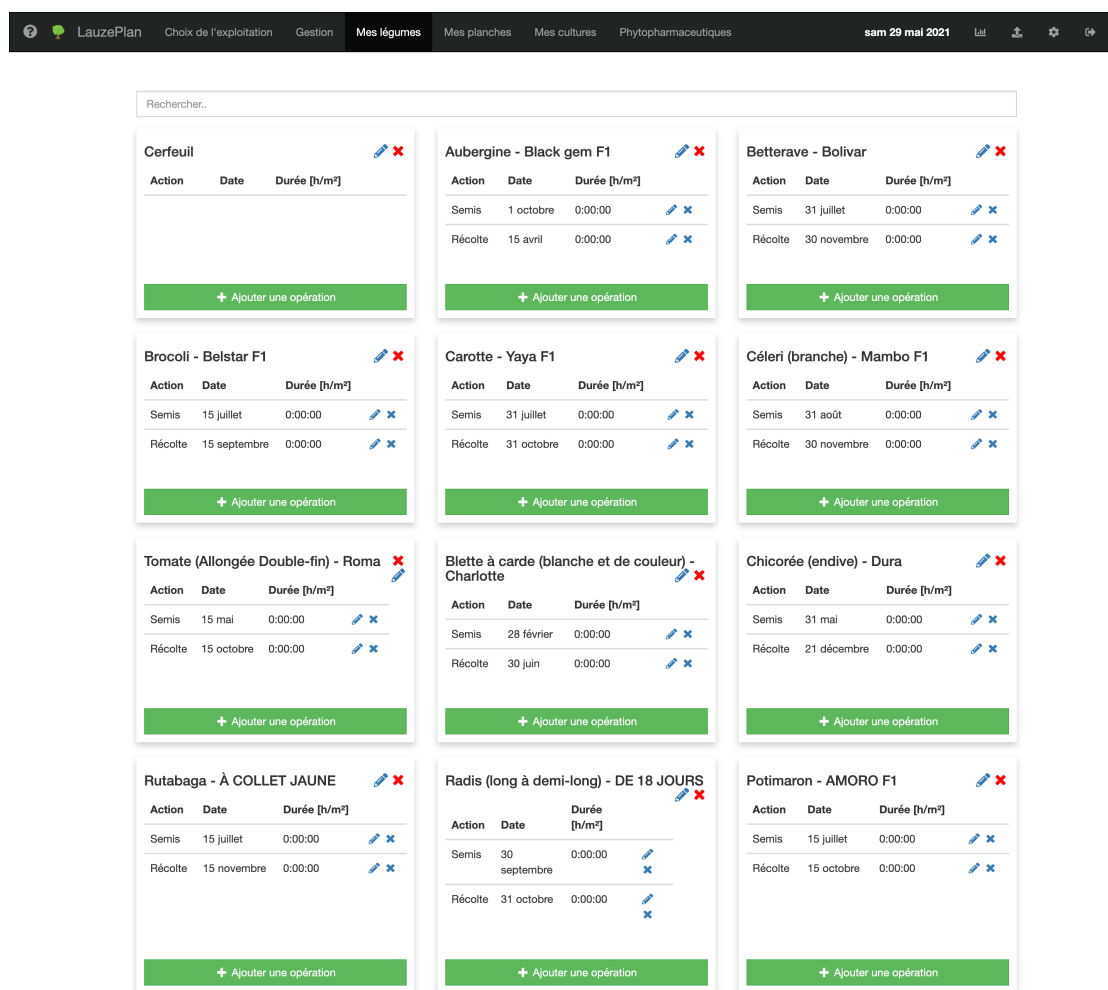 LauzePlan Choix de l'exploitation Gestion Mes légumes Mes planches Mes cultures Phytopharmaceutiques sam 29 mai 2021
Rechercher..
Cerfeuil
Action Date Durée [h/m²]
+ Ajouter une opération
Aubergine - Black gem F1
Action Date Durée [h/m²]
Semis 1 octobre 0:00:00
Récolte 15 avril 0:00:00
+ Ajouter une opération
Betterave - Bolivar
Action Date Durée [h/m²]
Semis 31 juillet 0:00:00
Récolte 30 novembre 0:00:00
+ Ajouter une opération
Brocoli - Belstar F1
Action Date Durée [h/m²]
Semis 15 juillet 0:00:00
Récolte 15 septembre 0:00:00
+ Ajouter une opération
Carotte - Yaya F1
Action Date Durée [h/m²]
Semis 31 juillet 0:00:00
Récolte 31 octobre 0:00:00
+ Ajouter une opération
Céleri (branche) - Mambo F1
Action Date Durée [h/m²]
Semis 31 août 0:00:00
Récolte 30 novembre 0:00:00
+ Ajouter une opération
Tomate (Allongée Double-fin) - Roma
Action Date Durée [h/m²]
Semis 15 mai 0:00:00
Récolte 15 octobre 0:00:00
+ Ajouter une opération
Blette à carde (blanche et de couleur) -
Charlotte
Action Date Durée [h/m²]
Semis 28 février 0:00:00
Récolte 30 juin 0:00:00
+ Ajouter une opération
Chicorée (endive) - Dura
Action Date Durée [h/m²]
Semis 31 mai 0:00:00
Récolte 21 décembre 0:00:00
+ Ajouter une opération
Rutabaga - À COLLET JAUNE
Action Date Durée [h/m²]
Semis 15 juillet 0:00:00
Récolte 15 novembre 0:00:00
+ Ajouter une opération
Radis (long à demi-long) - DE 18 JOURS
Durée
Action Date [h/m²]
Semis 30 0:00:00
septembre
Récolte 31 octobre 0:00:00
+ Ajouter une opération
Potimaron - AMORO F1
Action Date Durée [h/m²]
Semis 15 juillet 0:00:00
Récolte 15 octobre 0:00:00
+ Ajouter une opération